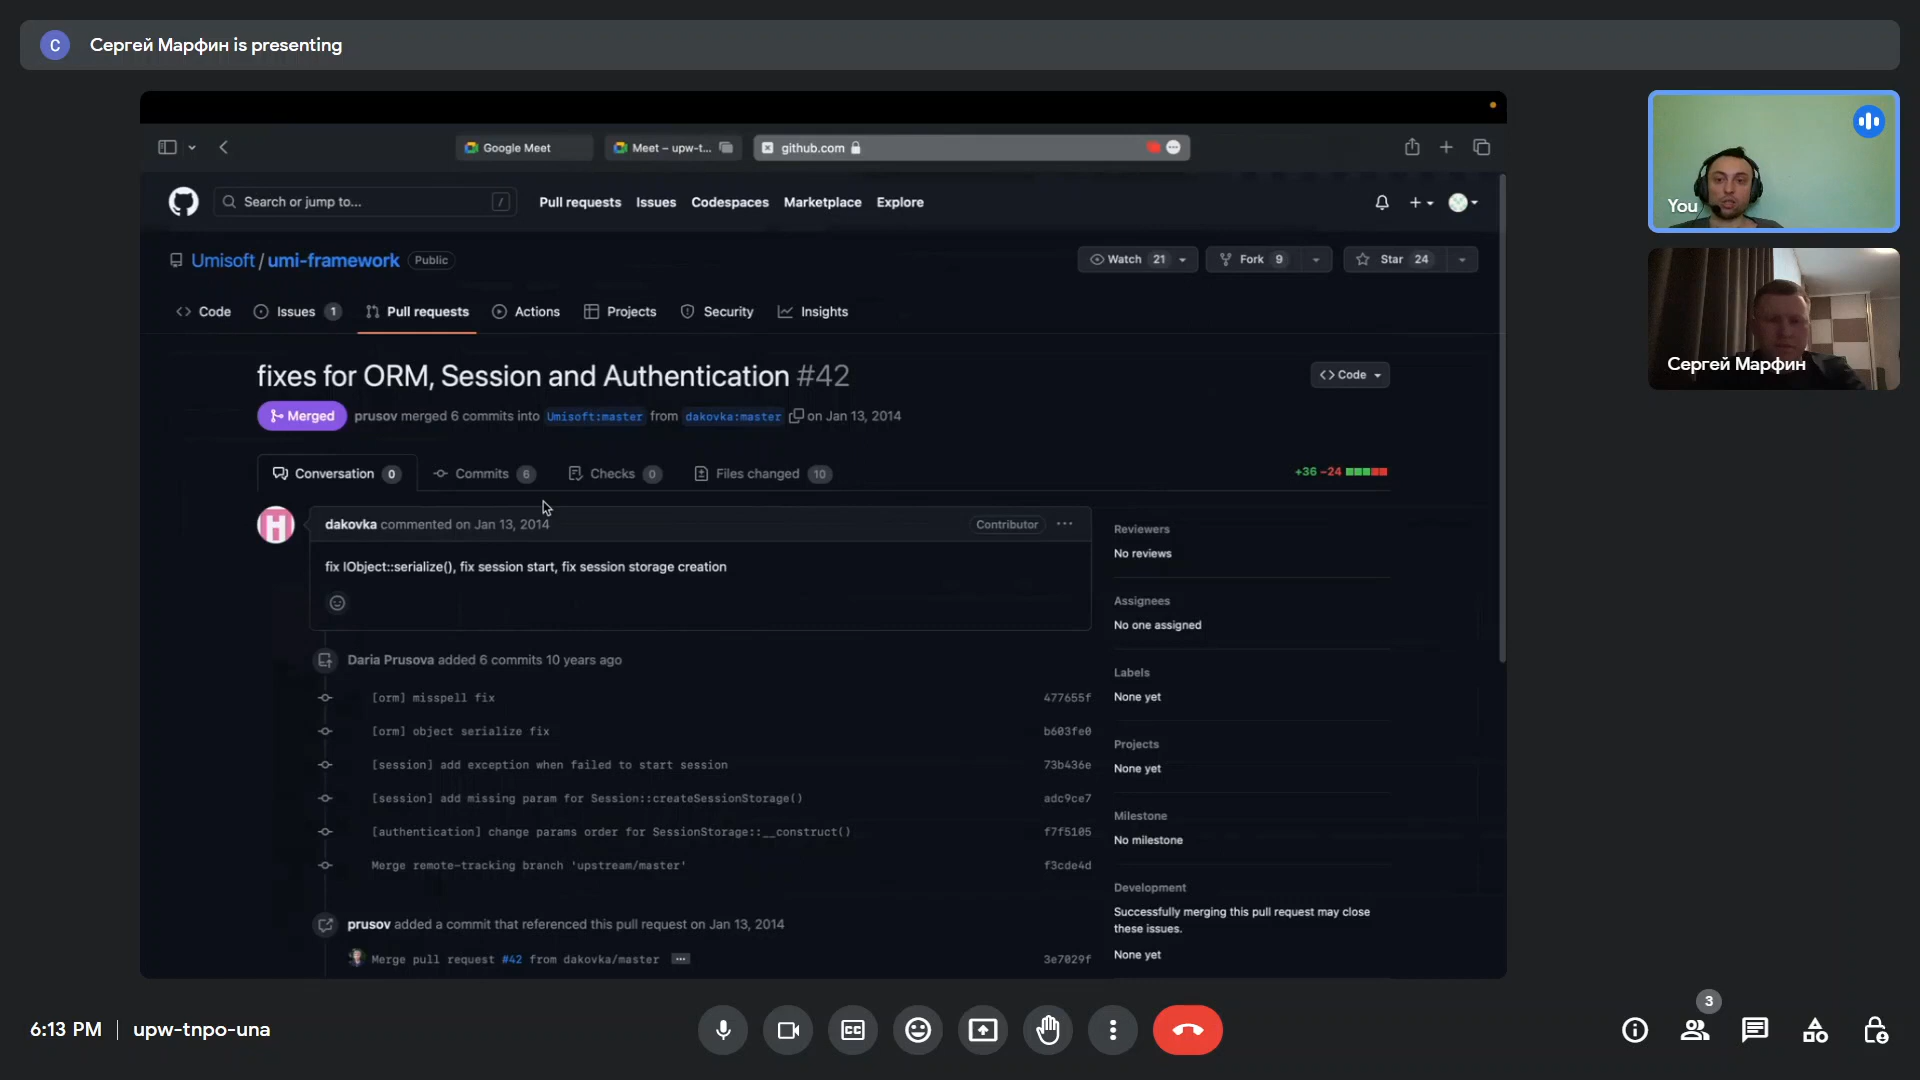 С Сергей Марфин is presenting
Google Meet
Meet – upw-t...
github.com
Search or jump to... /
Pull requests Issues Codespaces Marketplace Explore
Umisoft / umi-framework Public
Watch 21 Fork 9 Star 24
Code Issues 1 Pull requests Actions Projects Security Insights
fixes for ORM, Session and Authentication #42
<> Code
Merged prusov merged 6 commits into Umisoft:master from dakovka:master on Jan 13, 2014
Conversation 0 Commits 6 Checks 0 Files changed 10
+36 −24
dakovka commented on Jan 13, 2014 Contributor ...
fix IObject::serialize(), fix session start, fix session storage creation
Daria Prusova added 6 commits 10 years ago
[orm] misspell fix 477655f
[orm] object serialize fix b603fe0
[session] add exception when failed to start session 73b436e
[session] add missing param for Session::createSessionStorage() adc9ce7
[authentication] change params order for SessionStorage::__construct() f7f5105
Merge remote-tracking branch 'upstream/master' f3cde4d
prusov added a commit that referenced this pull request on Jan 13, 2014
Merge pull request #42 from dakovka/master ... 3e7029f
Reviewers
No reviews
Assignees
No one assigned
Labels
None yet
Projects
None yet
Milestone
No milestone
Development
Successfully merging this pull request may close
these issues.
None yet
You
Сергей Марфин
6:13 PM | upw-tnpo-una
CC
3